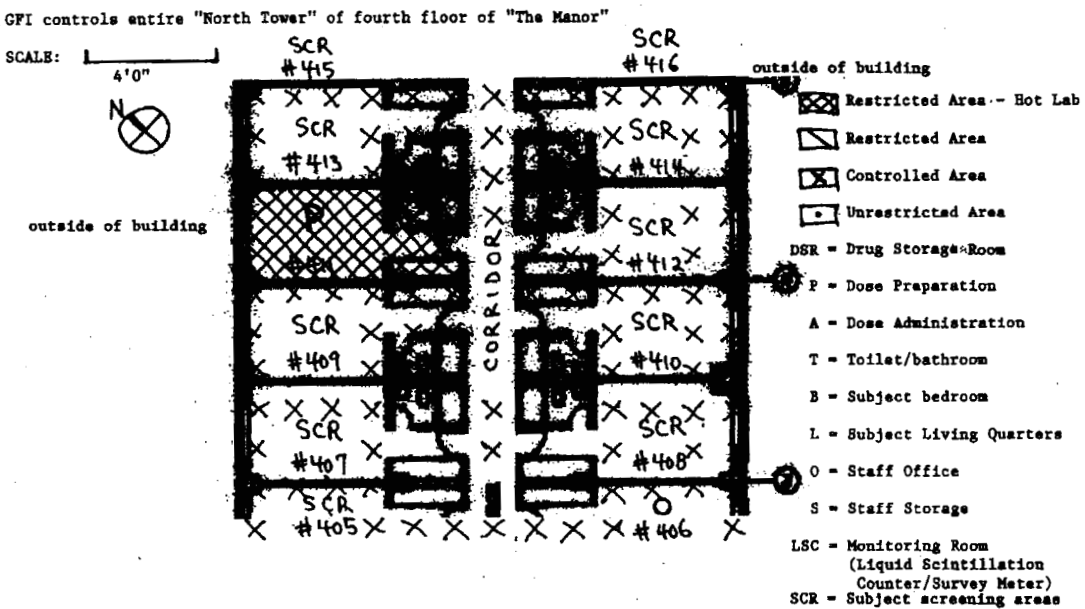 GFI controls entire "North Tower" of fourth floor of "The Manor"
SCALE:
4'0"
N
SCR
#415
SCR
#416
outside of building
outside of building
SCR
#413
SCR
#414
P
SCR
#412
CORRIDOR
SCR
#409
SCR
#410
SCR
#407
SCR
#408
SCR
#405
O
#406
Restricted Area - Hot Lab
Restricted Area
Controlled Area
Unrestricted Area
DSR = Drug Storage Room
P = Dose Preparation
A = Dose Administration
T = Toilet/bathroom
B = Subject bedroom
L = Subject Living Quarters
O = Staff Office
S = Staff Storage
LSC = Monitoring Room
(Liquid Scintillation
Counter/Survey Meter)
SCR = Subject screening areas